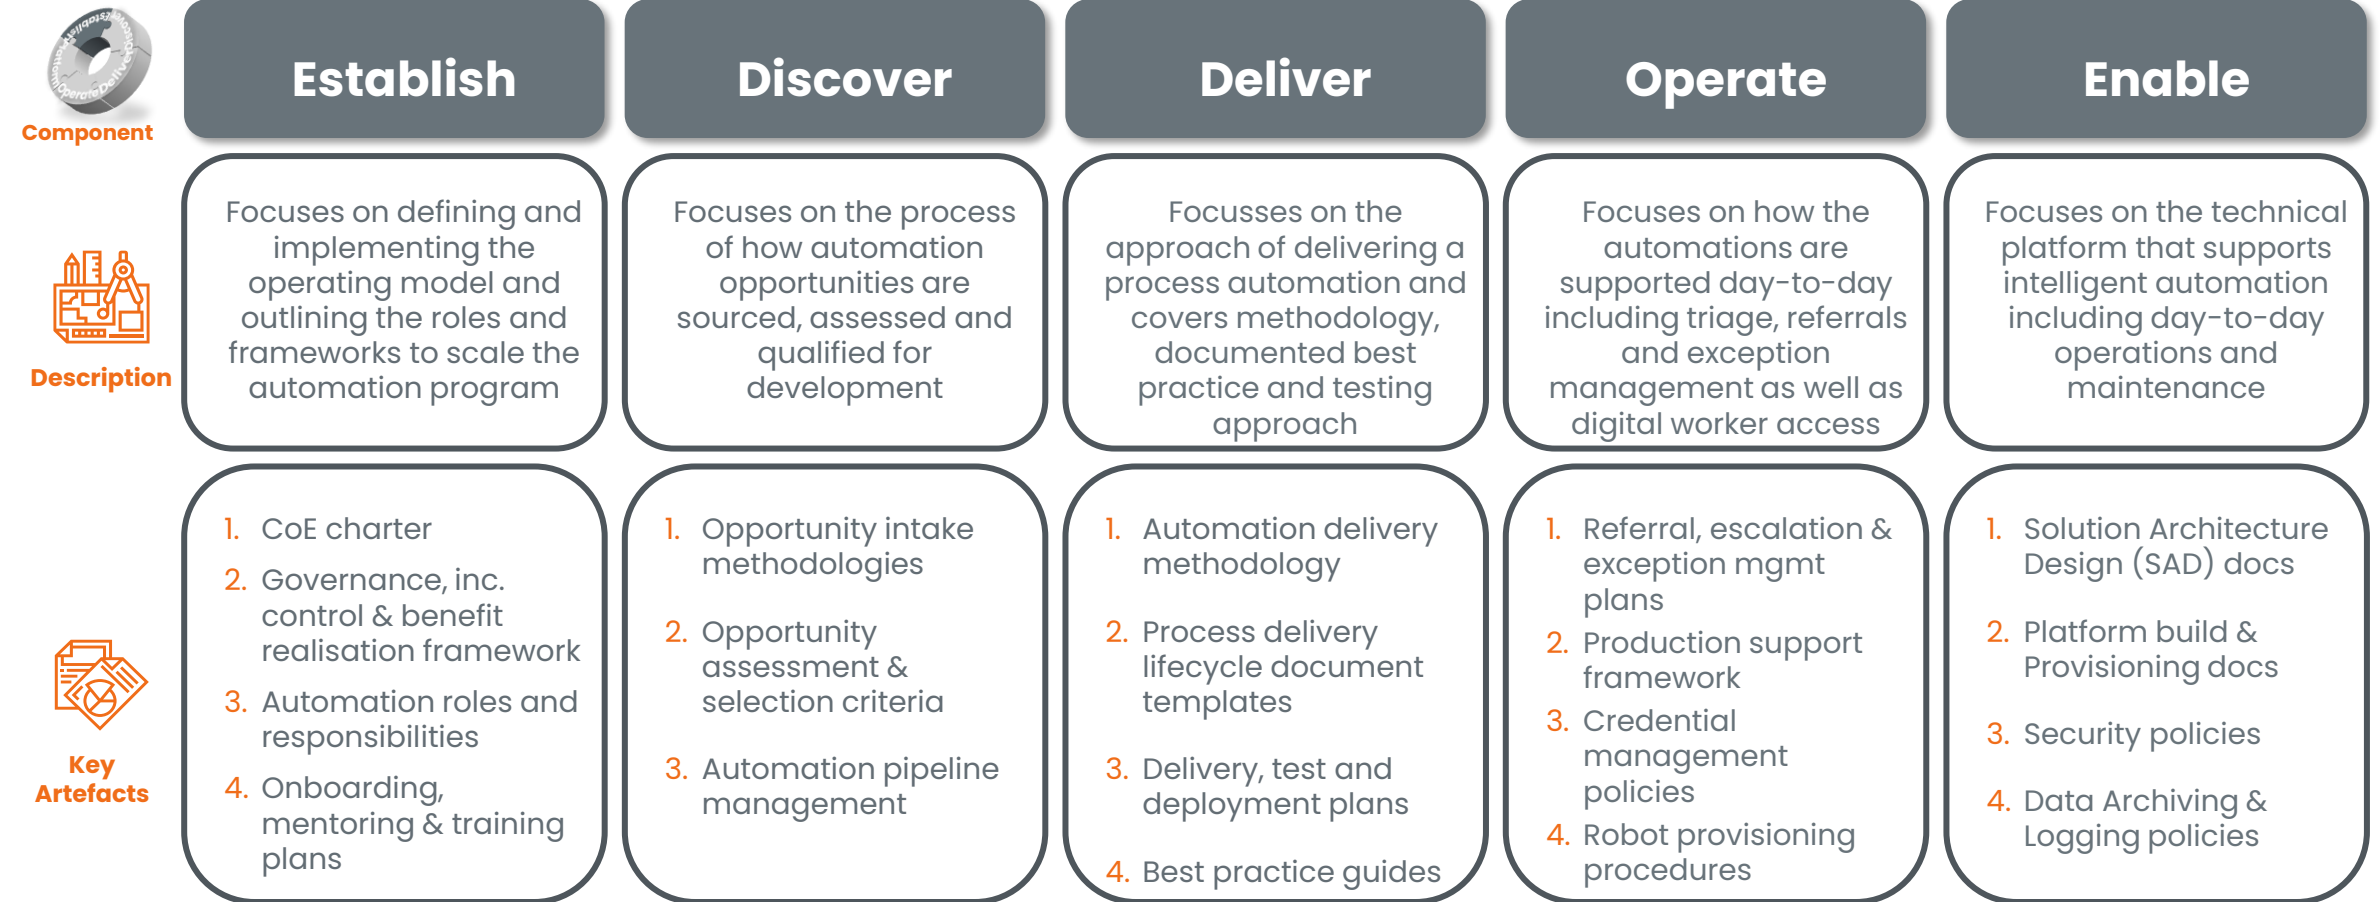 Establish
Discover
Platform
Operate
Deliver
Component
Establish
Discover
Deliver
Operate
Enable
Description
Focuses on defining and
implementing the
operating model and
outlining the roles and
frameworks to scale the
automation program
Focuses on the process
of how automation
opportunities are
sourced, assessed and
qualified for
development
Focusses on the
approach of delivering a
process automation and
covers methodology,
documented best
practice and testing
approach
Focuses on how the
automations are
supported day-to-day
including triage, referrals
and exception
management as well as
digital worker access
Focuses on the technical
platform that supports
intelligent automation
including day-to-day
operations and
maintenance
Key
Artefacts
1. CoE charter
2. Governance, inc.
control & benefit
realisation framework
3. Automation roles and
responsibilities
4. Onboarding,
mentoring & training
plans
1. Opportunity intake
methodologies
2. Opportunity
assessment &
selection criteria
3. Automation pipeline
management
1. Automation delivery
methodology
2. Process delivery
lifecycle document
templates
3. Delivery, test and
deployment plans
4. Best practice guides
1. Referral, escalation &
exception mgmt
plans
2. Production support
framework
3. Credential
management
policies
4. Robot provisioning
procedures
1. Solution Architecture
Design (SAD) docs
2. Platform build &
Provisioning docs
3. Security policies
4. Data Archiving &
Logging policies